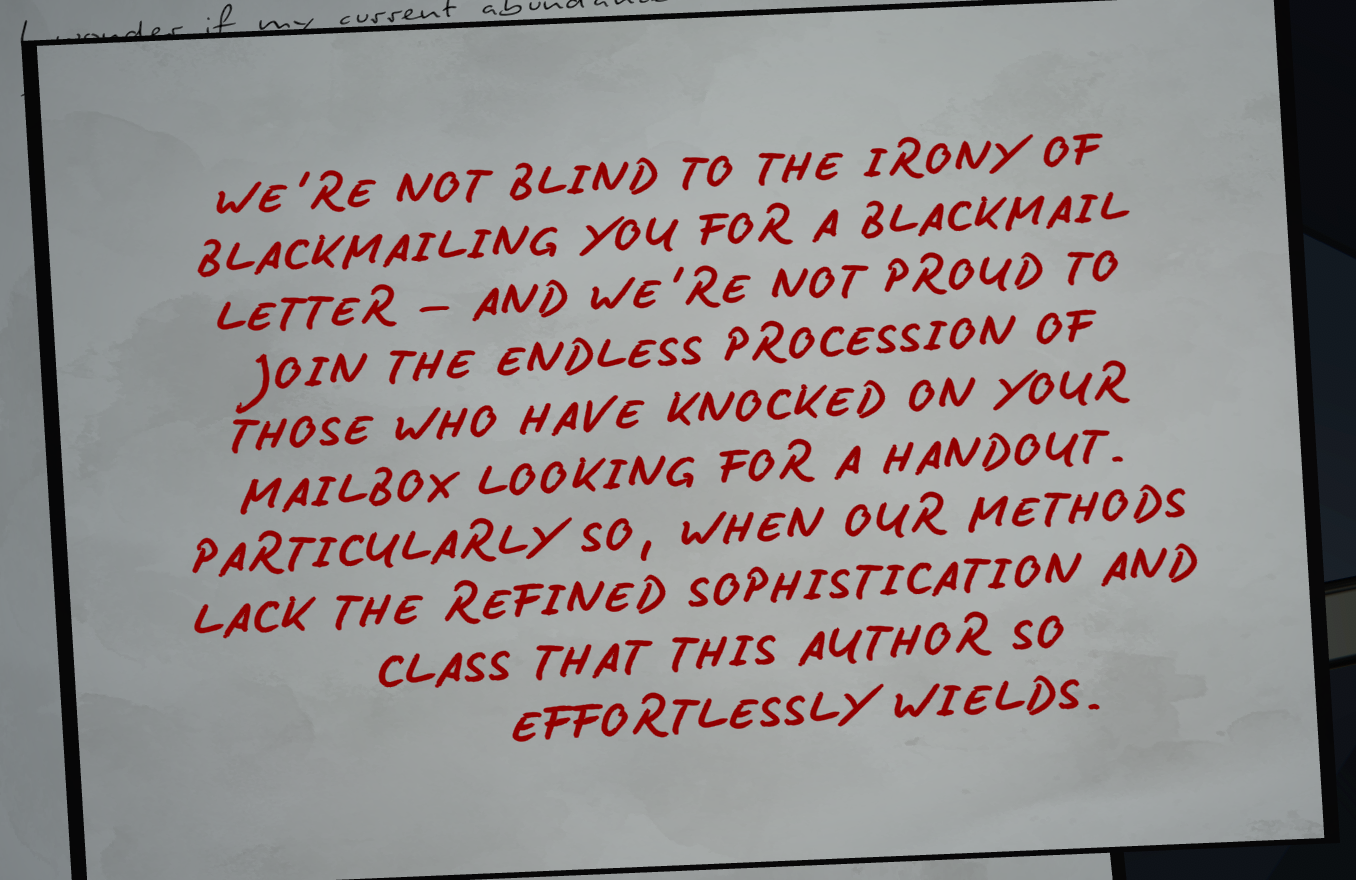 I wonder if my current abundance
WE'RE NOT BLIND TO THE IRONY OF
BLACKMAILING YOU FOR A BLACKMAIL
LETTER – AND WE'RE NOT PROUD TO
JOIN THE ENDLESS PROCESSION OF
THOSE WHO HAVE KNOCKED ON YOUR
MAILBOX LOOKING FOR A HANDOUT.
PARTICULARLY SO, WHEN OUR METHODS
LACK THE REFINED SOPHISTICATION AND
CLASS THAT THIS AUTHOR SO
EFFORTLESSLY WIELDS.